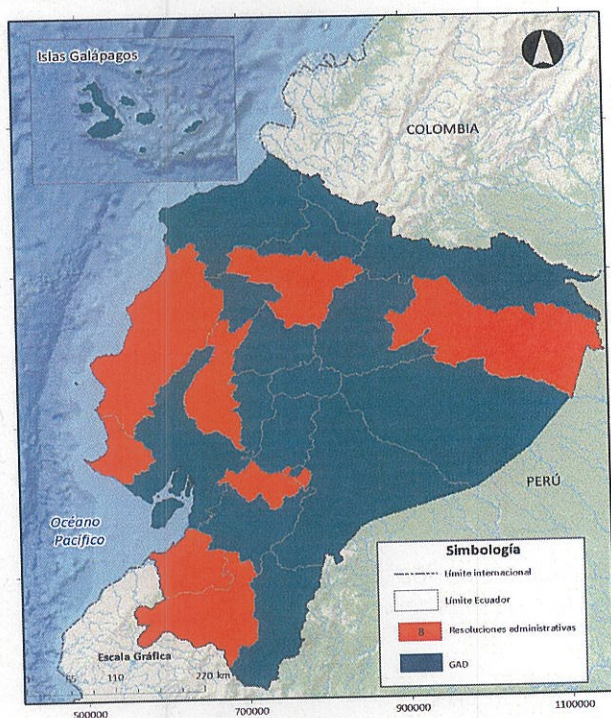 Islas Galápagos
COLOMBIA
PERÚ
Océano
Pacifico
Simbología
Límite internacional
Límite Ecuador
8 Resoluciones administrativas
GAD
Escala Gráfica
55 110 220 km
500000 700000 900000 1100000